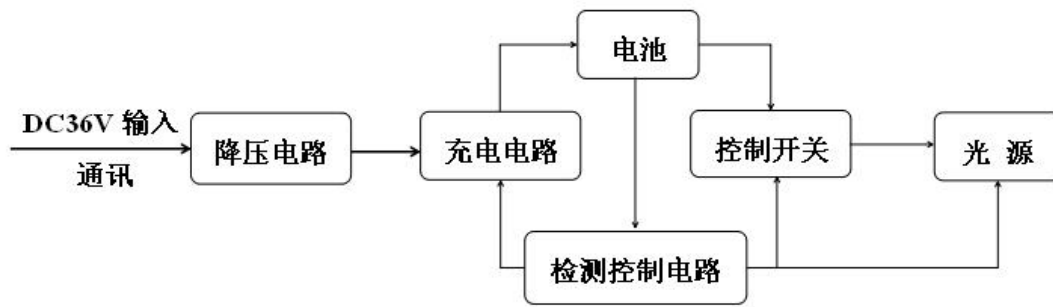 电池
DC36V 输入
通讯
降压电路
充电电路
控制开关
光 源
检测控制电路